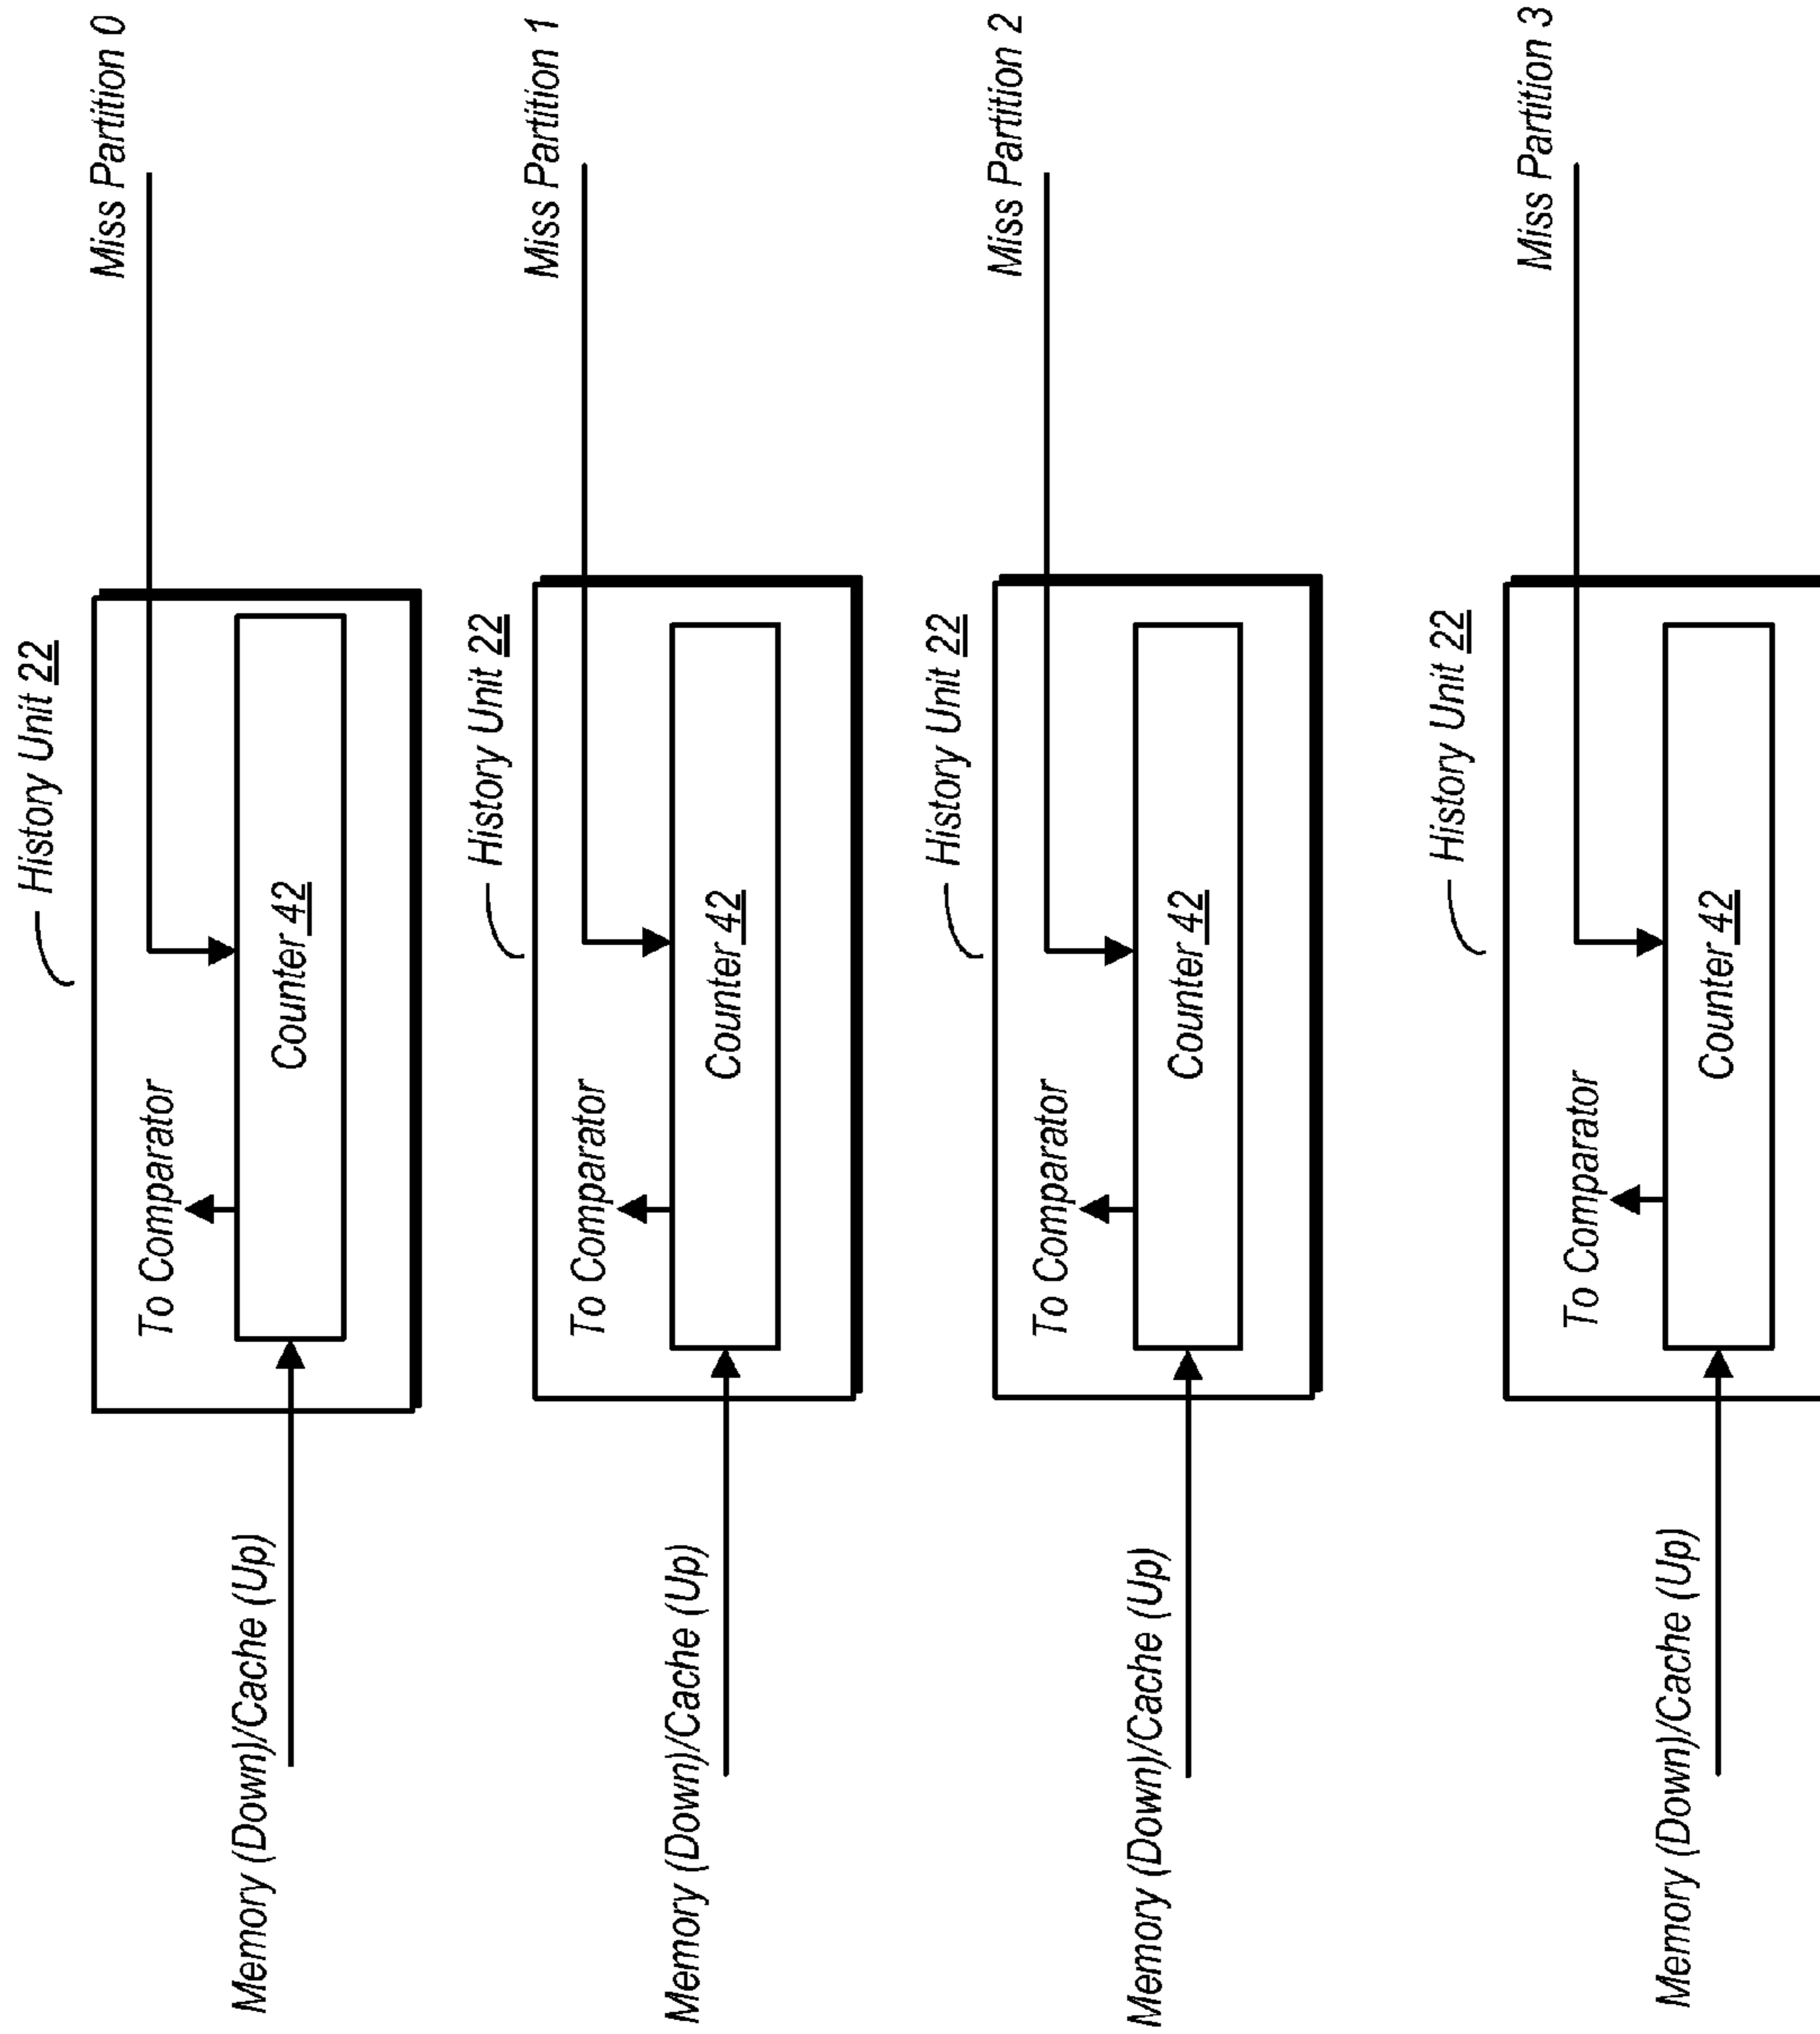 History Unit 22
Miss Partition 0
To Comparator
Counter 42
Memory (Down)/Cache (Up)
History Unit 22
Miss Partition 1
To Comparator
Counter 42
Memory (Down)/Cache (Up)
History Unit 22
Miss Partition 2
To Comparator
Counter 42
Memory (Down)/Cache (Up)
History Unit 22
Miss Partition 3
To Comparator
Counter 42
Memory (Down)/Cache (Up)